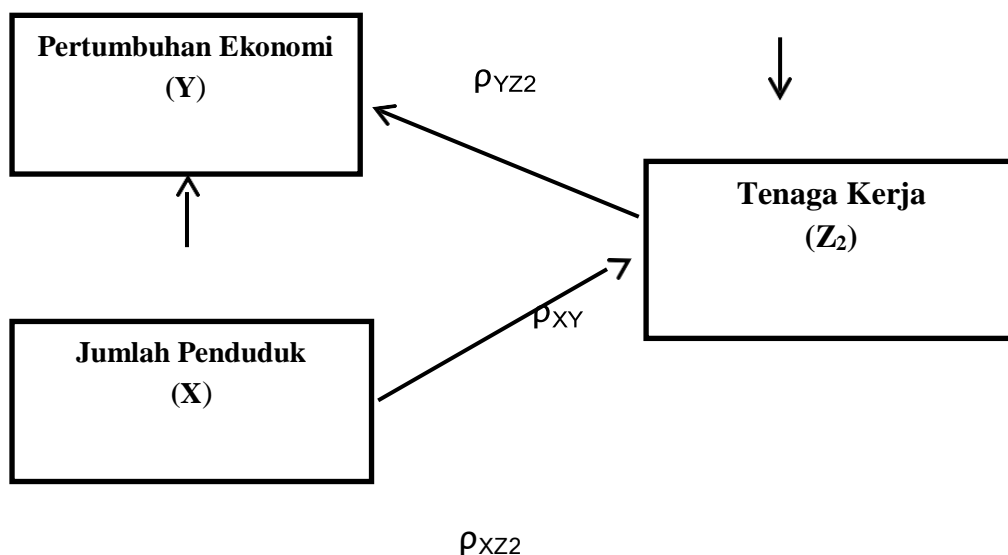 Pertumbuhan Ekonomi
(Y)
ρYZ2
Tenaga Kerja
(Z₂)
ρXY
Jumlah Penduduk
(X)
ρXZ2